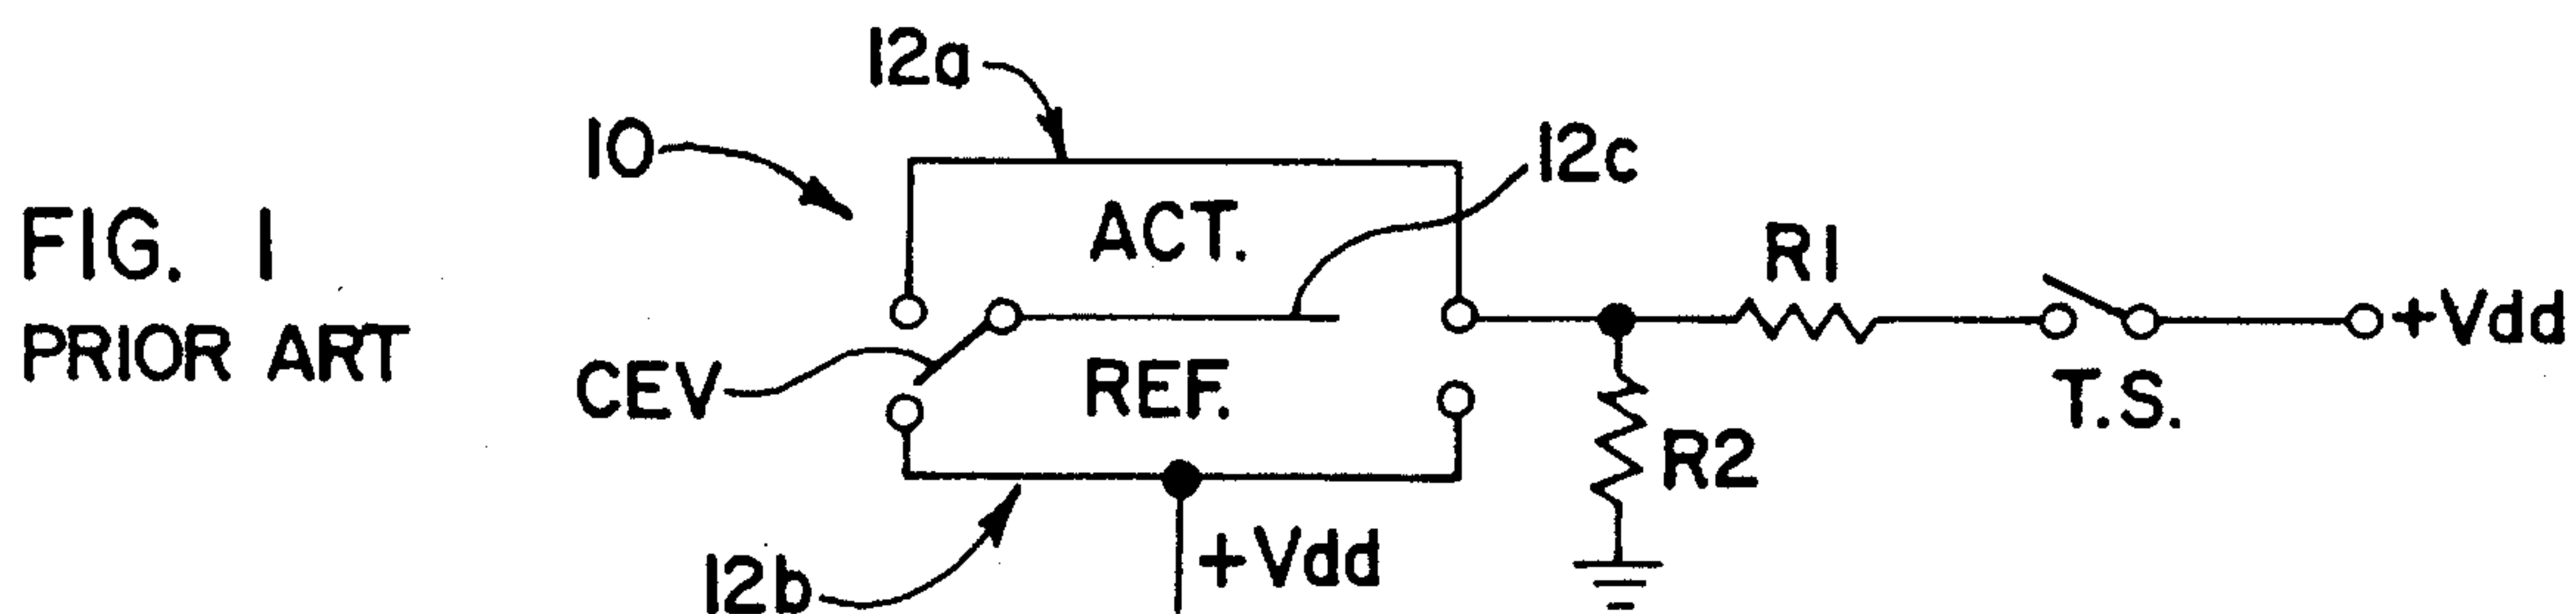 12a
10
12c
FIG. 1
PRIOR ART
ACT.
R1
+Vdd
CEV
REF.
T.S.
R2
+Vdd
12b